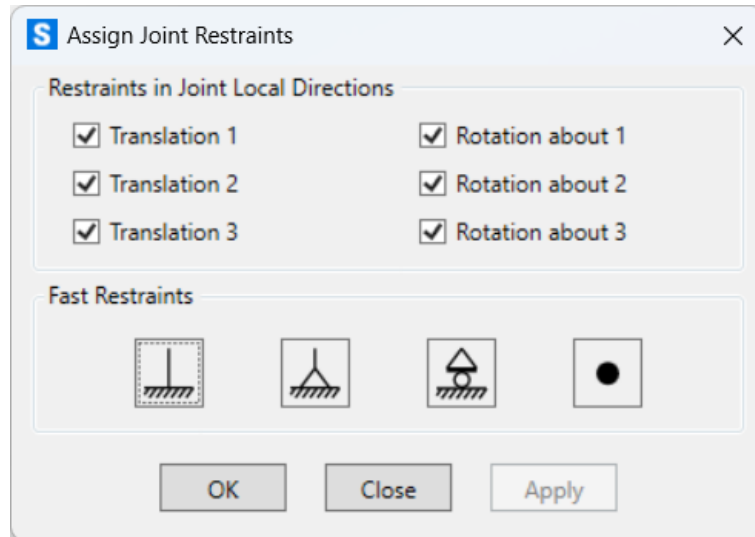 S Assign Joint Restraints
Restraints in Joint Local Directions
Translation 1 Rotation about 1
Translation 2 Rotation about 2
Translation 3 Rotation about 3
Fast Restraints
OK Close Apply